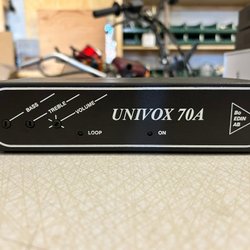 BASS
TREBLE
VOLUME
UNIVOX 70A
LOOP
ON
Bo
EDIN
AB